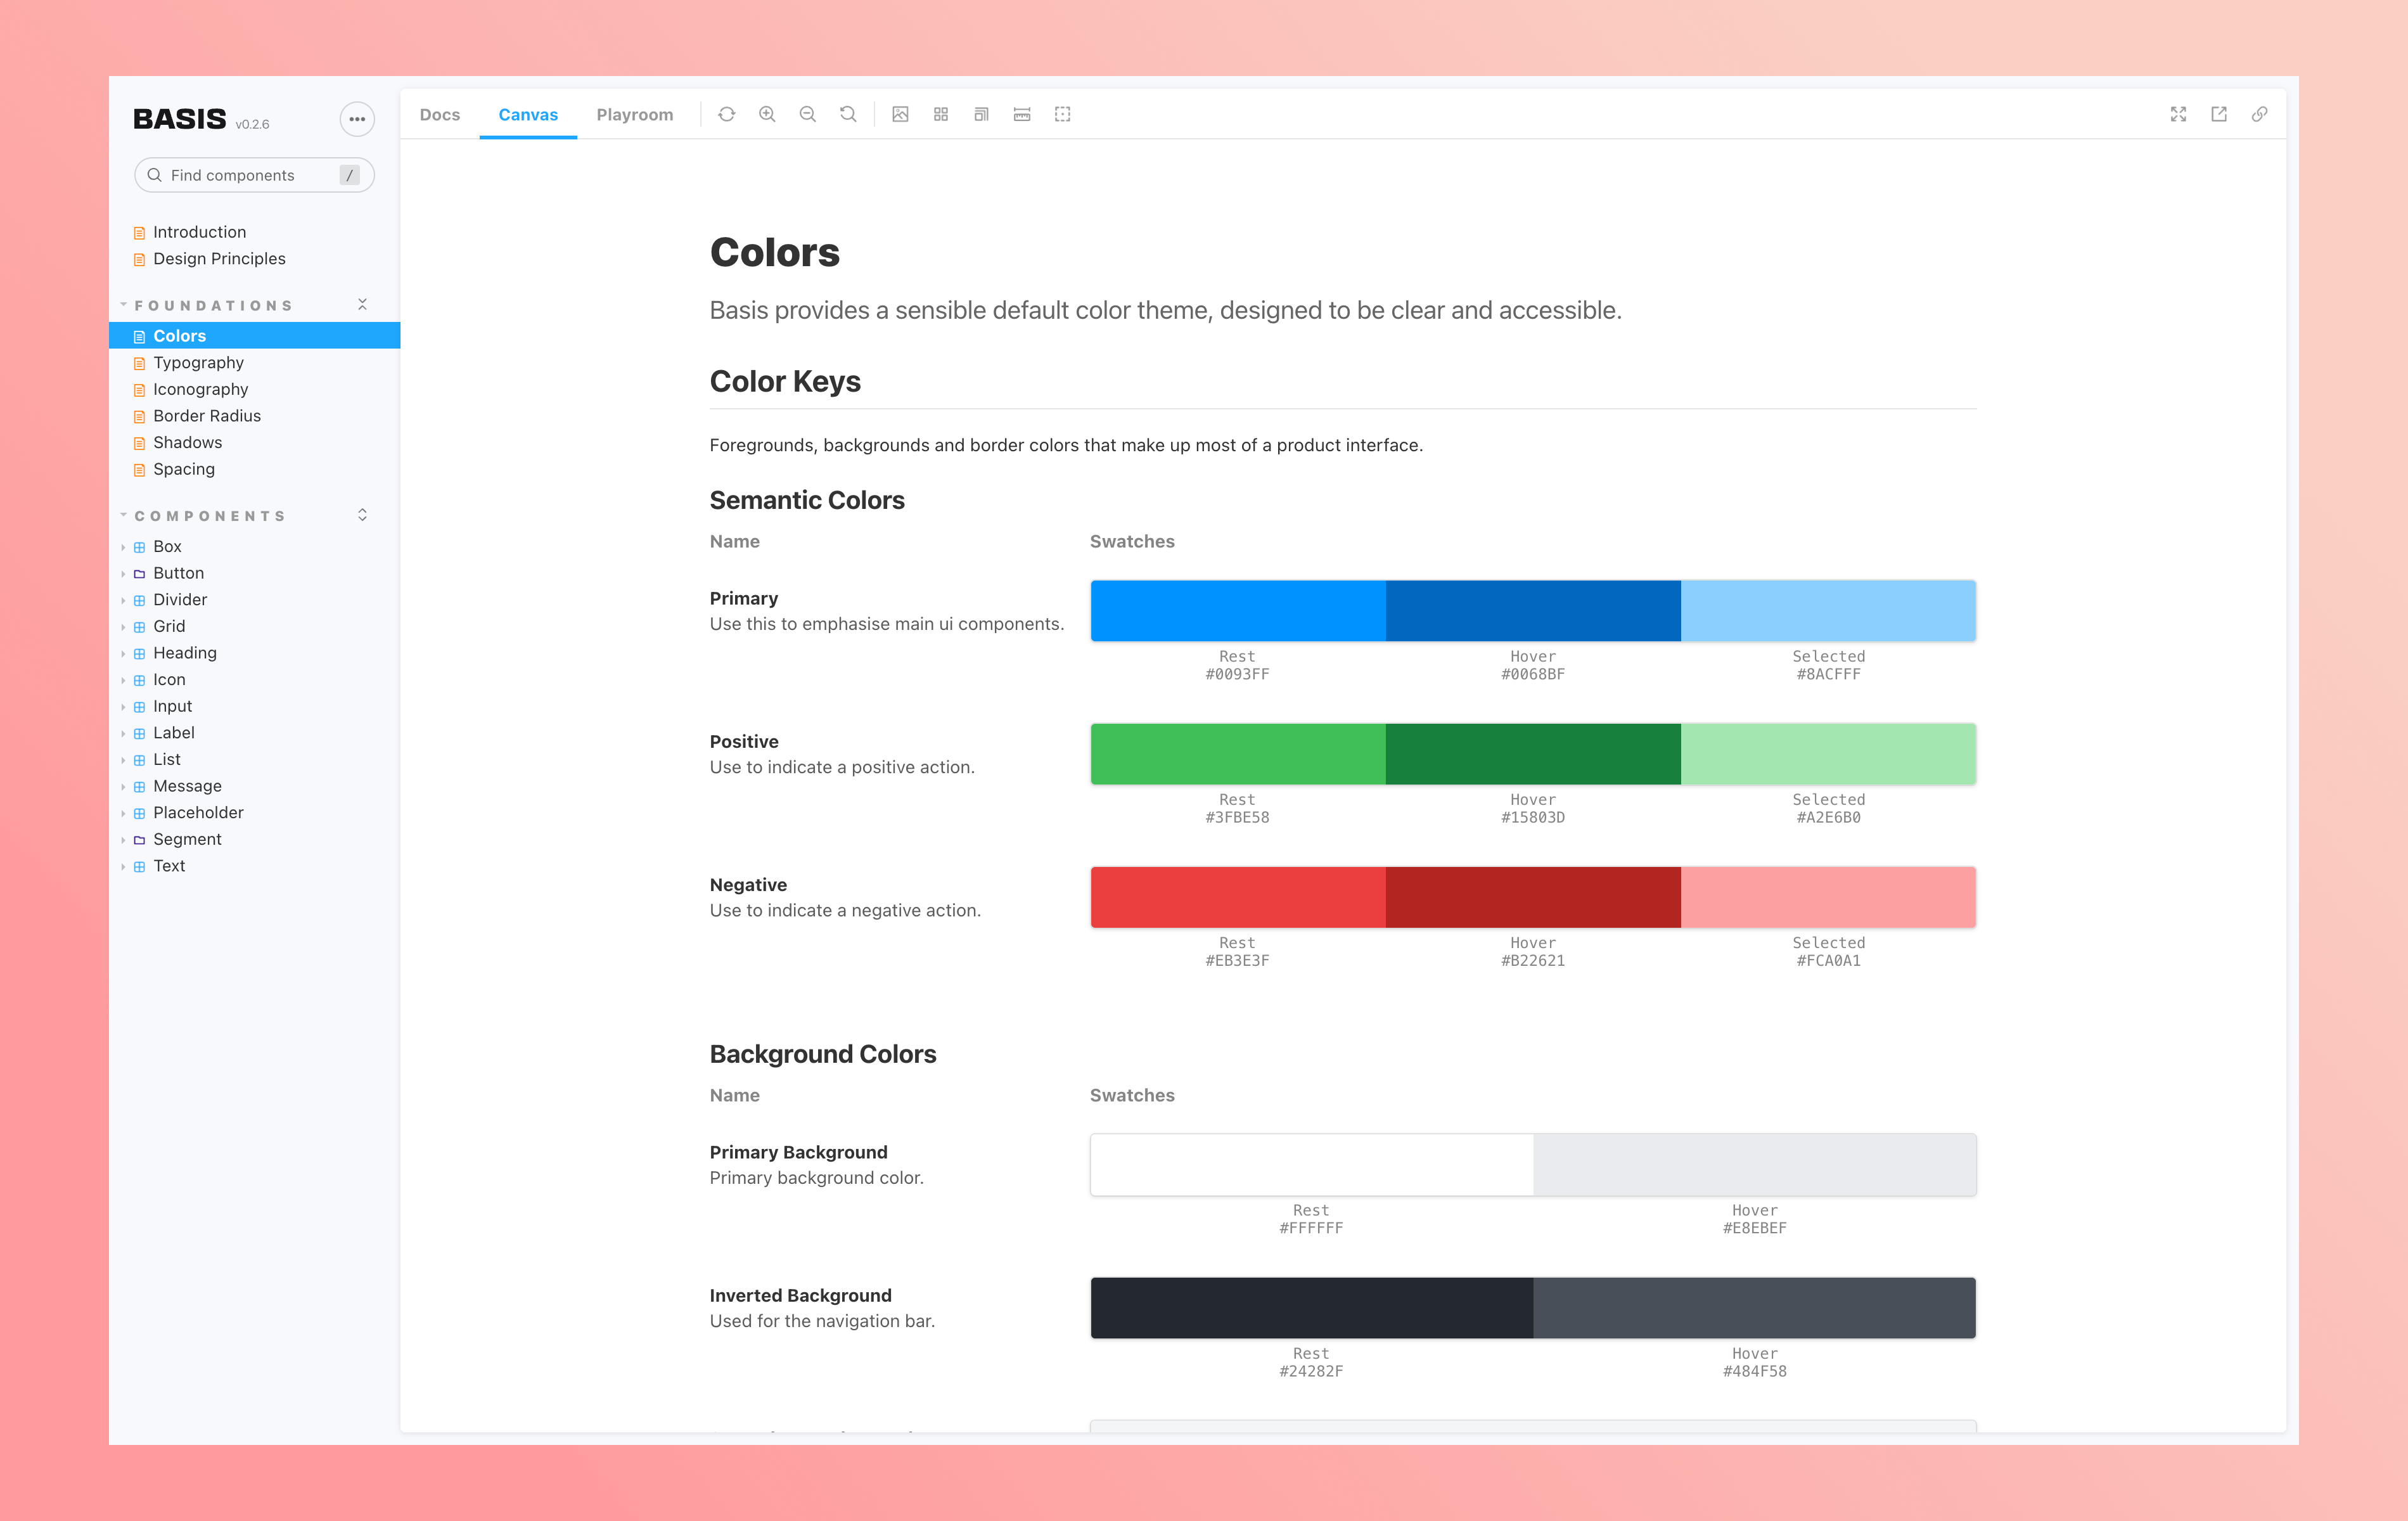 BASIS v0.2.6
Find components /
Introduction
Design Principles
FOUNDATIONS
Colors
Typography
Iconography
Border Radius
Shadows
Spacing
COMPONENTS
Box
Button
Divider
Grid
Heading
Icon
Input
Label
List
Message
Placeholder
Segment
Text
Docs Canvas Playroom
Colors
Basis provides a sensible default color theme, designed to be clear and accessible.
Color Keys
Foregrounds, backgrounds and border colors that make up most of a product interface.
Semantic Colors
Name Swatches
Primary
Use this to emphasise main ui components.
Rest Hover Selected
#0093FF #0068BF #8ACFFF
Positive
Use to indicate a positive action.
Rest Hover Selected
#3FBE58 #15803D #A2E6B0
Negative
Use to indicate a negative action.
Rest Hover Selected
#EB3E3F #B22621 #FCA0A1
Background Colors
Name Swatches
Primary Background
Primary background color.
Rest Hover
#FFFFFF #E8EBEF
Inverted Background
Used for the navigation bar.
Rest Hover
#24282F #484F58